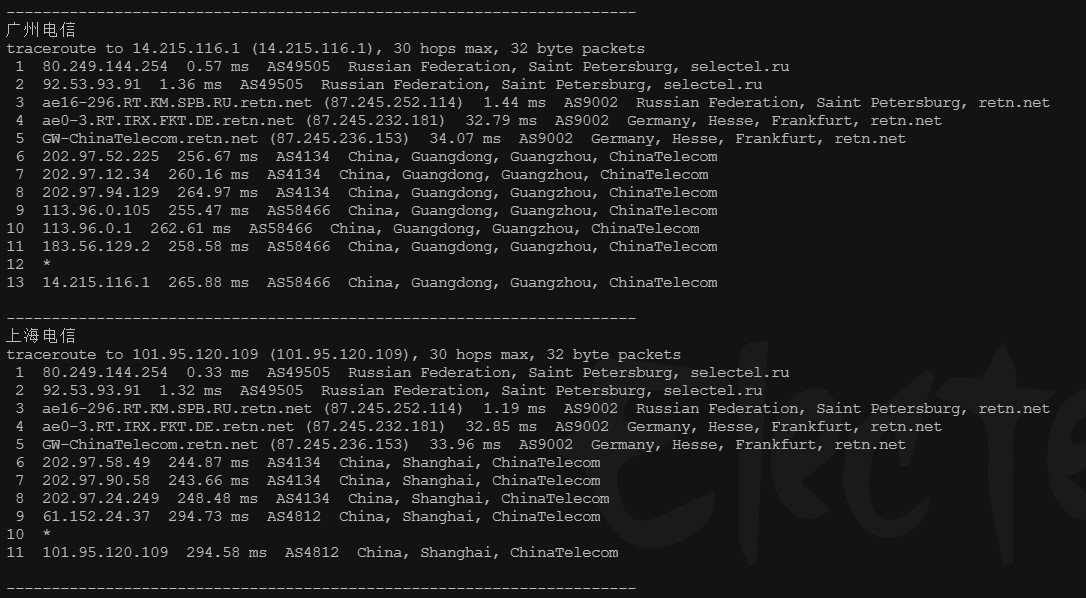 ----------------------------------------------------------------------
广州电信
traceroute to 14.215.116.1 (14.215.116.1), 30 hops max, 32 byte packets
 1  80.249.144.254  0.57 ms  AS49505  Russian Federation, Saint Petersburg, selectel.ru
 2  92.53.93.91  1.36 ms  AS49505  Russian Federation, Saint Petersburg, selectel.ru
 3  ae16-296.RT.KM.SPB.RU.retn.net (87.245.252.114)  1.44 ms  AS9002  Russian Federation, Saint Petersburg, retn.net
 4  ae0-3.RT.IRX.FKT.DE.retn.net (87.245.232.181)  32.79 ms  AS9002  Germany, Hesse, Frankfurt, retn.net
 5  GW-ChinaTelecom.retn.net (87.245.236.153)  34.07 ms  AS9002  Germany, Hesse, Frankfurt, retn.net
 6  202.97.52.225  256.67 ms  AS4134  China, Guangdong, Guangzhou, ChinaTelecom
 7  202.97.12.34  260.16 ms  AS4134  China, Guangdong, Guangzhou, ChinaTelecom
 8  202.97.94.129  264.97 ms  AS4134  China, Guangdong, Guangzhou, ChinaTelecom
 9  113.96.0.105  255.47 ms  AS58466  China, Guangdong, Guangzhou, ChinaTelecom
10  113.96.0.1  262.61 ms  AS58466  China, Guangdong, Guangzhou, ChinaTelecom
11  183.56.129.2  258.58 ms  AS58466  China, Guangdong, Guangzhou, ChinaTelecom
12  *
13  14.215.116.1  265.88 ms  AS58466  China, Guangdong, Guangzhou, ChinaTelecom
----------------------------------------------------------------------
上海电信
traceroute to 101.95.120.109 (101.95.120.109), 30 hops max, 32 byte packets
 1  80.249.144.254  0.33 ms  AS49505  Russian Federation, Saint Petersburg, selectel.ru
 2  92.53.93.91  1.32 ms  AS49505  Russian Federation, Saint Petersburg, selectel.ru
 3  ae16-296.RT.KM.SPB.RU.retn.net (87.245.252.114)  1.19 ms  AS9002  Russian Federation, Saint Petersburg, retn.net
 4  ae0-3.RT.IRX.FKT.DE.retn.net (87.245.232.181)  32.85 ms  AS9002  Germany, Hesse, Frankfurt, retn.net
 5  GW-ChinaTelecom.retn.net (87.245.236.153)  33.96 ms  AS9002  Germany, Hesse, Frankfurt, retn.net
 6  202.97.58.49  244.87 ms  AS4134  China, Shanghai, ChinaTelecom
 7  202.97.90.58  243.66 ms  AS4134  China, Shanghai, ChinaTelecom
 8  202.97.24.249  248.48 ms  AS4134  China, Shanghai, ChinaTelecom
 9  61.152.24.37  294.73 ms  AS4812  China, Shanghai, ChinaTelecom
10  *
11  101.95.120.109  294.58 ms  AS4812  China, Shanghai, ChinaTelecom
----------------------------------------------------------------------